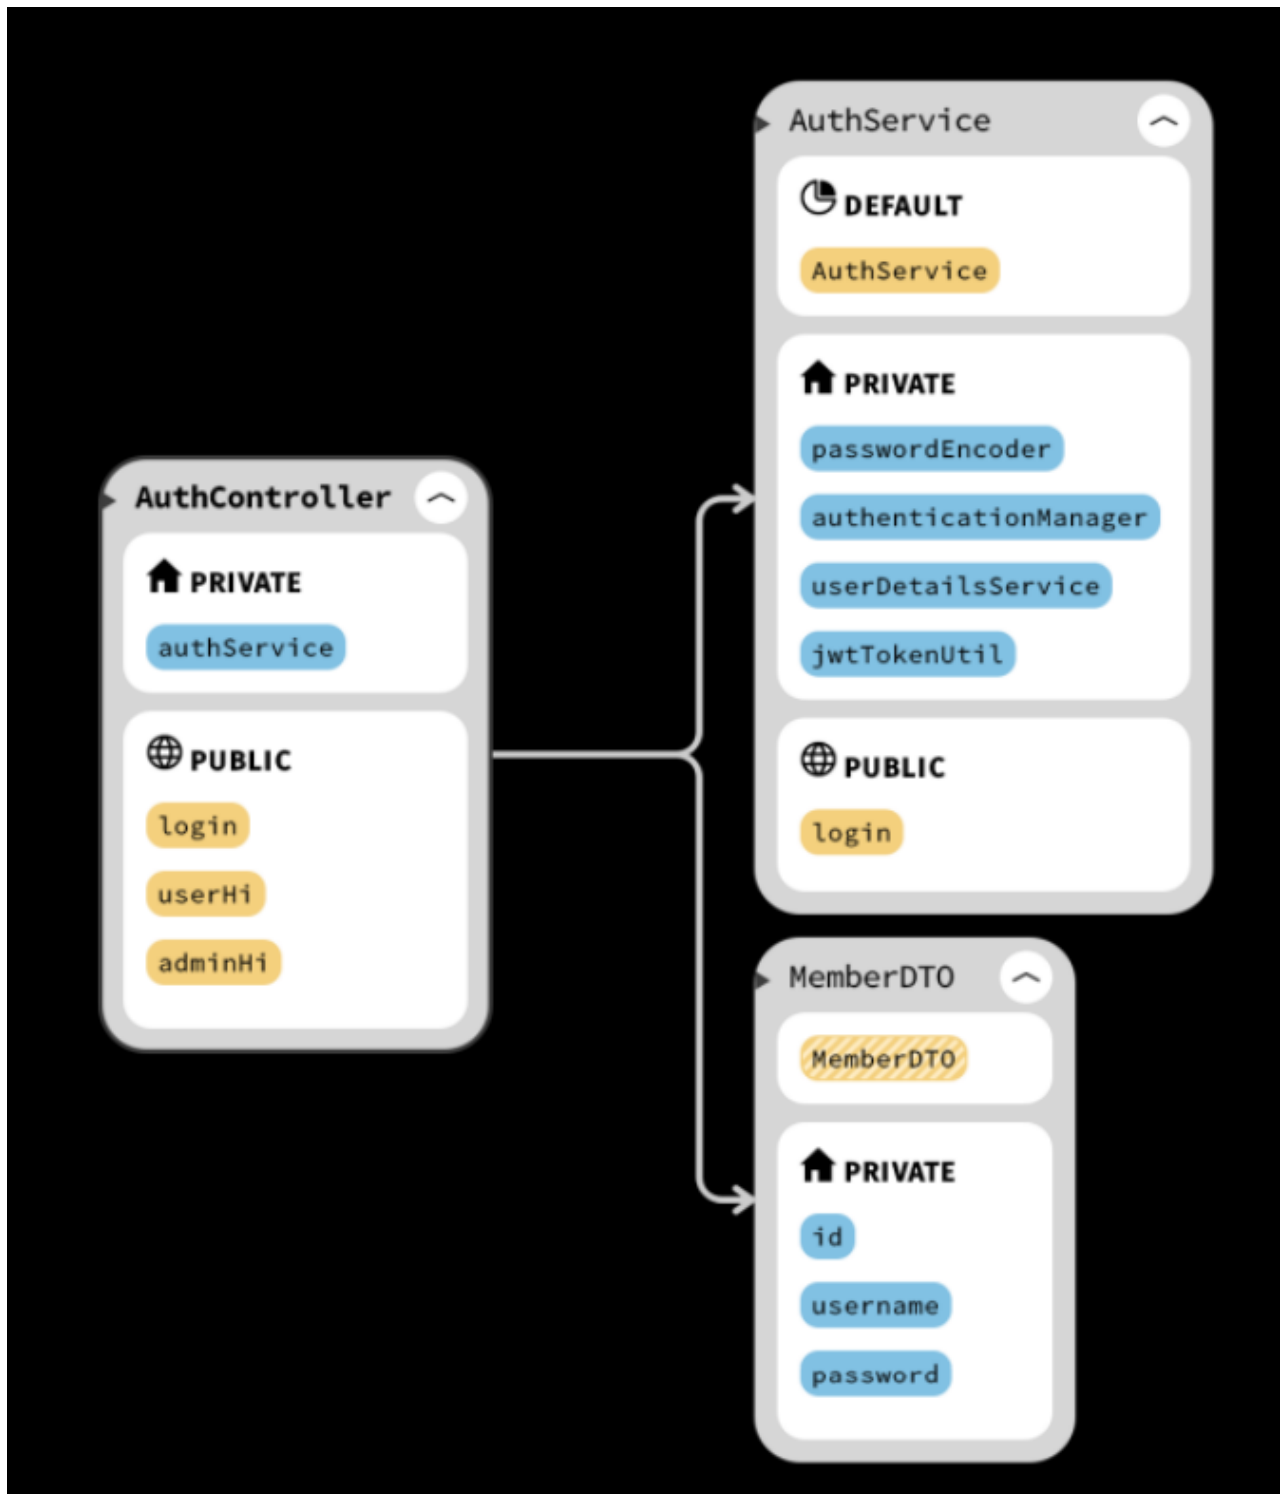 AuthController
PRIVATE
authService
PUBLIC
login
userHi
adminHi
AuthService
DEFAULT
AuthService
PRIVATE
passwordEncoder
authenticationManager
userDetailsService
jwtTokenUtil
PUBLIC
login
MemberDTO
MemberDTO
PRIVATE
id
username
password